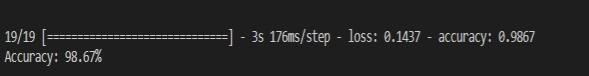 19/19 [==============================] - 3s 176ms/step - loss: 0.1437 - accuracy: 0.9867
Accuracy: 98.67%